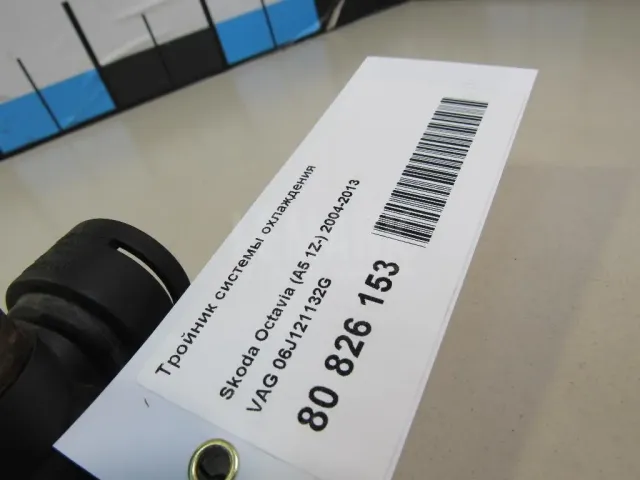 Тройник системы охлаждения
Skoda Octavia (A5 1Z-) 2004-2013
VAG 06J121132G
80 826 153